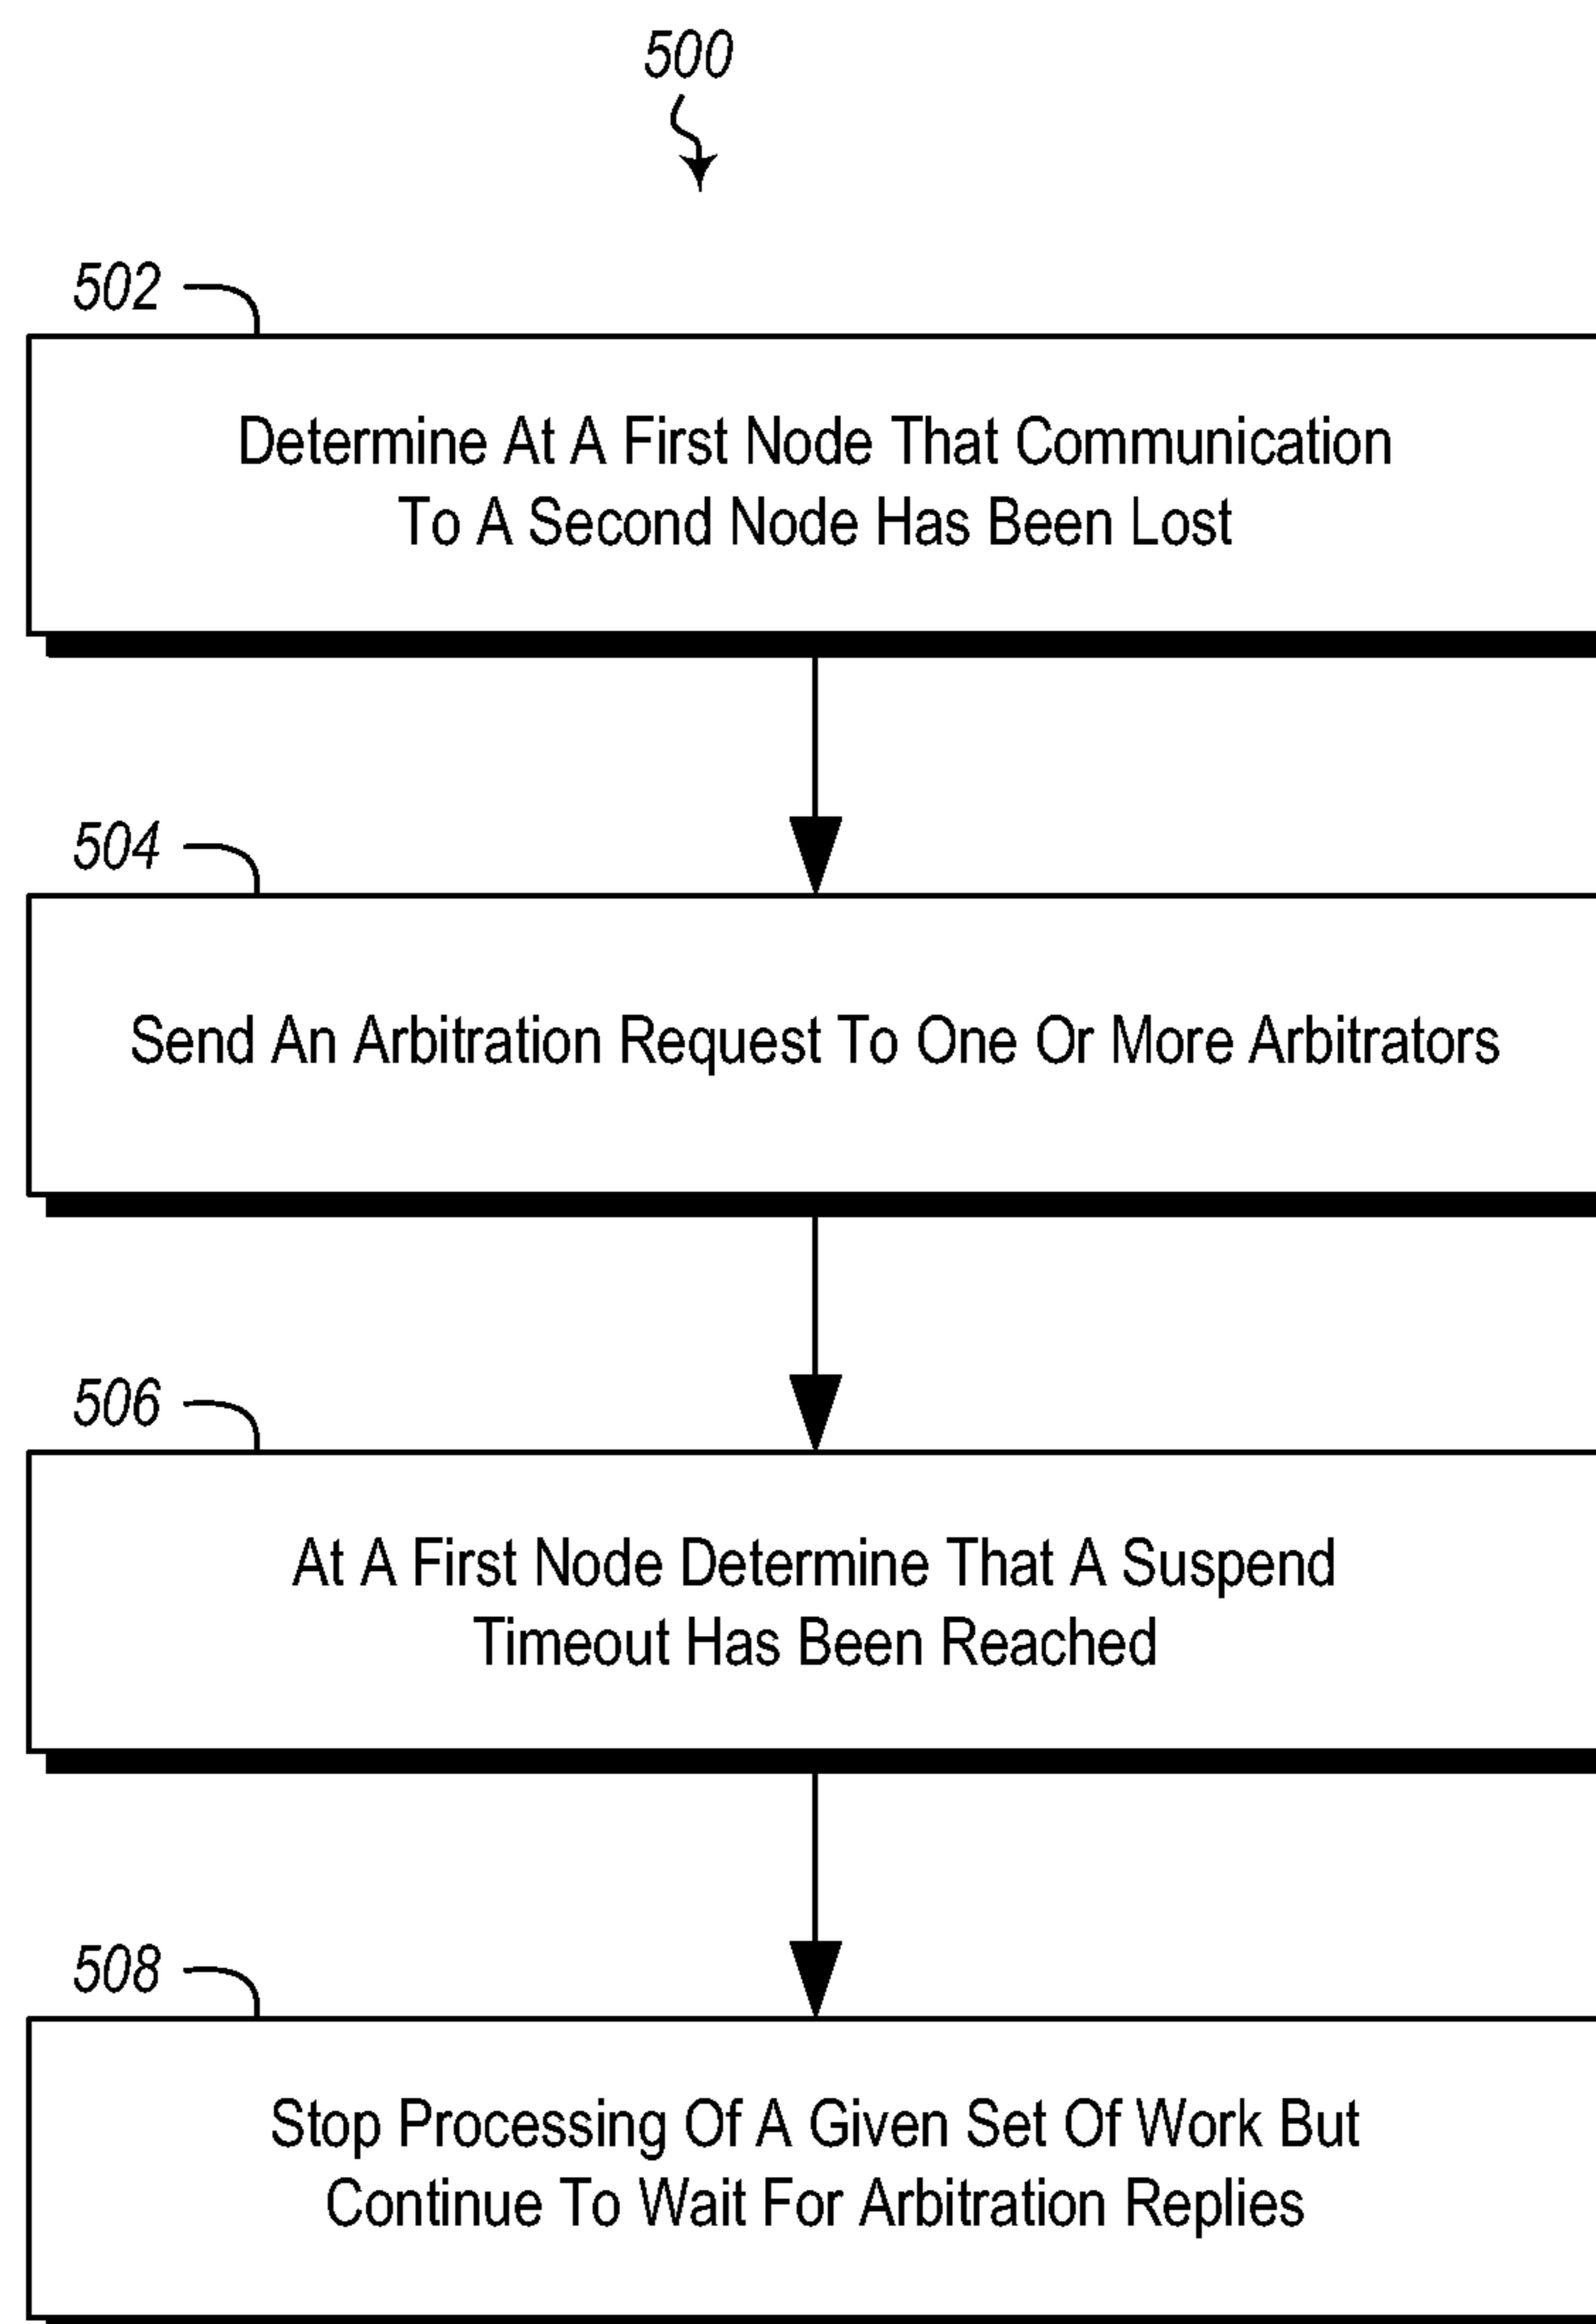 500
502
Determine At A First Node That Communication
To A Second Node Has Been Lost
504
Send An Arbitration Request To One Or More Arbitrators
506
At A First Node Determine That A Suspend
Timeout Has Been Reached
508
Stop Processing Of A Given Set Of Work But
Continue To Wait For Arbitration Replies